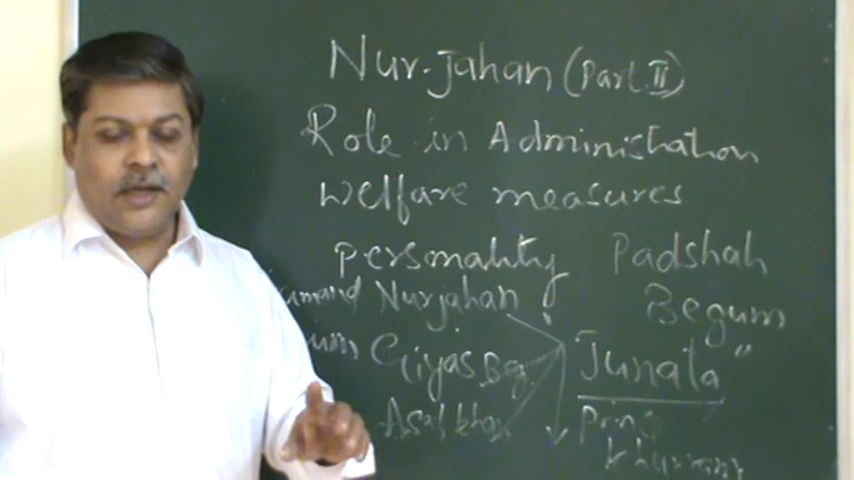 Nur-Jahan (Part II)
Role in Administration
Welfare measures
Personality Padshah
Nurjahan Begum
Giyas Beg Junata "
Asaf khan
Khurram